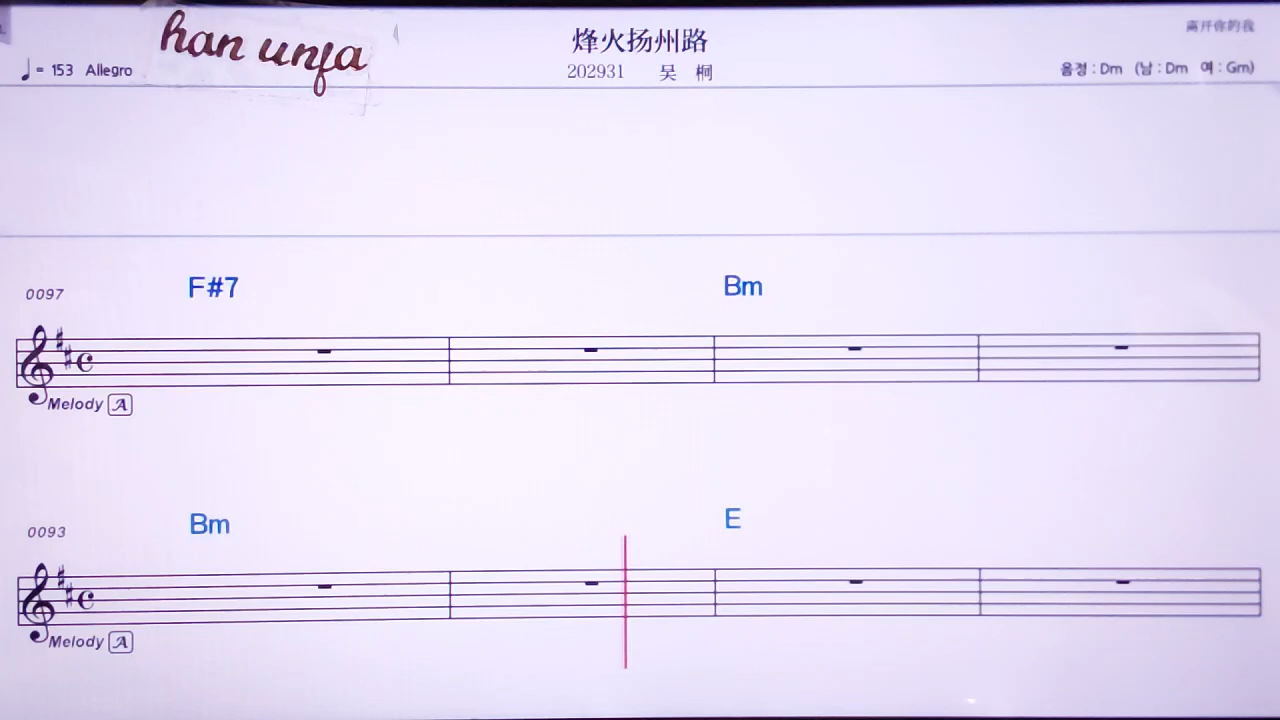 han unfa
烽火扬州路
离开你的我
♩= 153 Allegro
202931 吴 桐
음정 : Dm (남 : Dm 여 : Gm)
0097
F#7 Bm
Melody A
0093
Bm E
Melody A